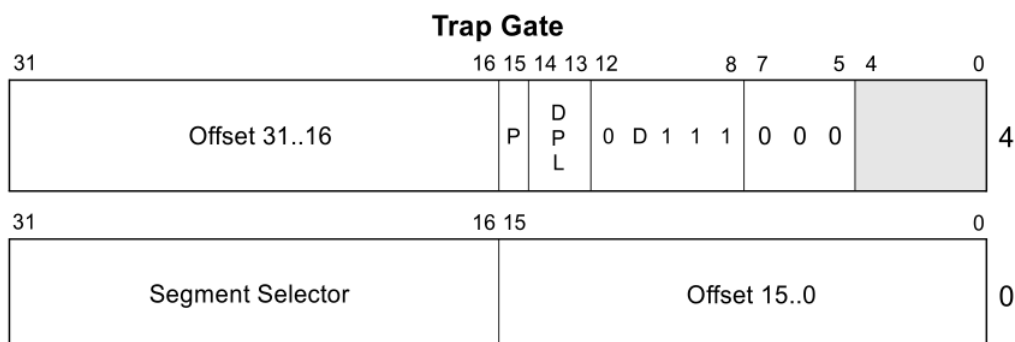 Trap Gate
31 16 15 14 13 12 8 7 5 4 0
Offset 31..16 P DPL 0 D 1 1 1 0 0 0 4
31 16 15 0
Segment Selector Offset 15..0 0